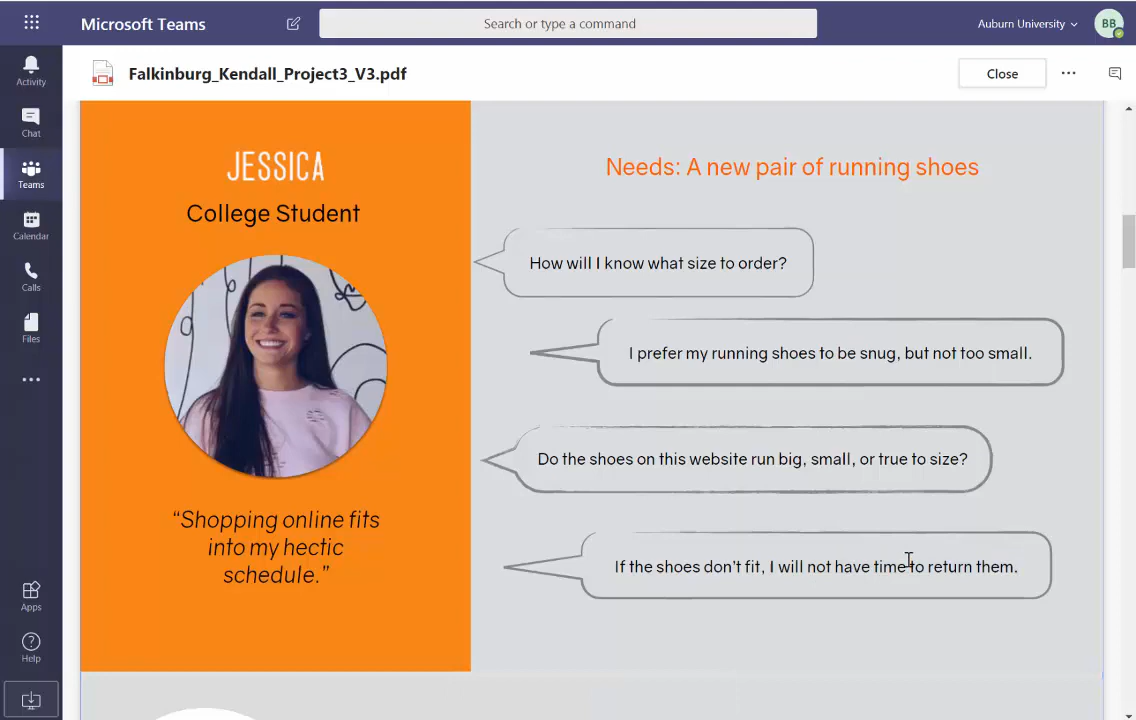 Microsoft Teams
Search or type a command
Auburn University
BB
Activity
Chat
Teams
Calendar
Calls
Files
Apps
Help
Falkinburg_Kendall_Project3_V3.pdf
Close
JESSICA
College Student
“Shopping online fits
into my hectic
schedule.”
Needs: A new pair of running shoes
How will I know what size to order?
I prefer my running shoes to be snug, but not too small.
Do the shoes on this website run big, small, or true to size?
If the shoes don't fit, I will not have time to return them.